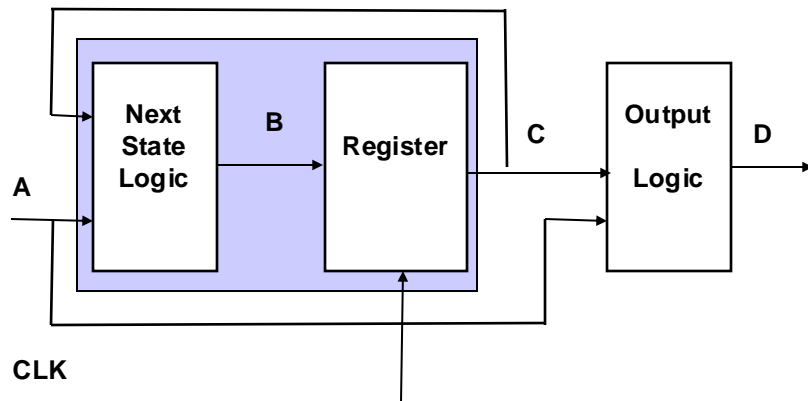 Next
State
Logic
B
Register
C
Output
Logic
D
A
CLK